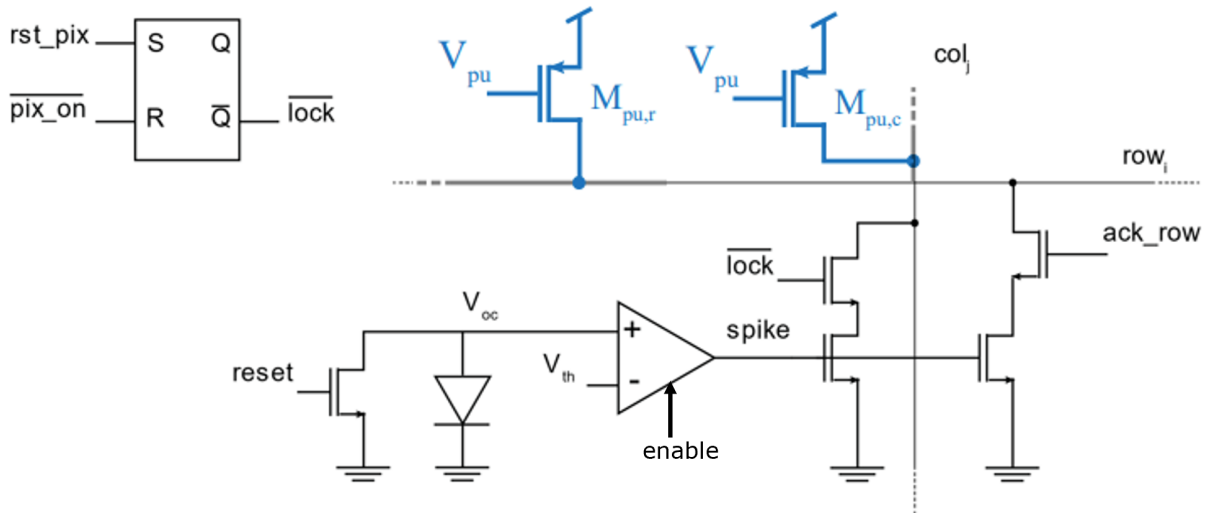 rst_pix
S
Q
pix_on
R
Q
lock
V pu
M pu,r
V pu
M pu,c
col j
row i
ack_row
lock
V oc
spike
reset
V th
+
-
enable